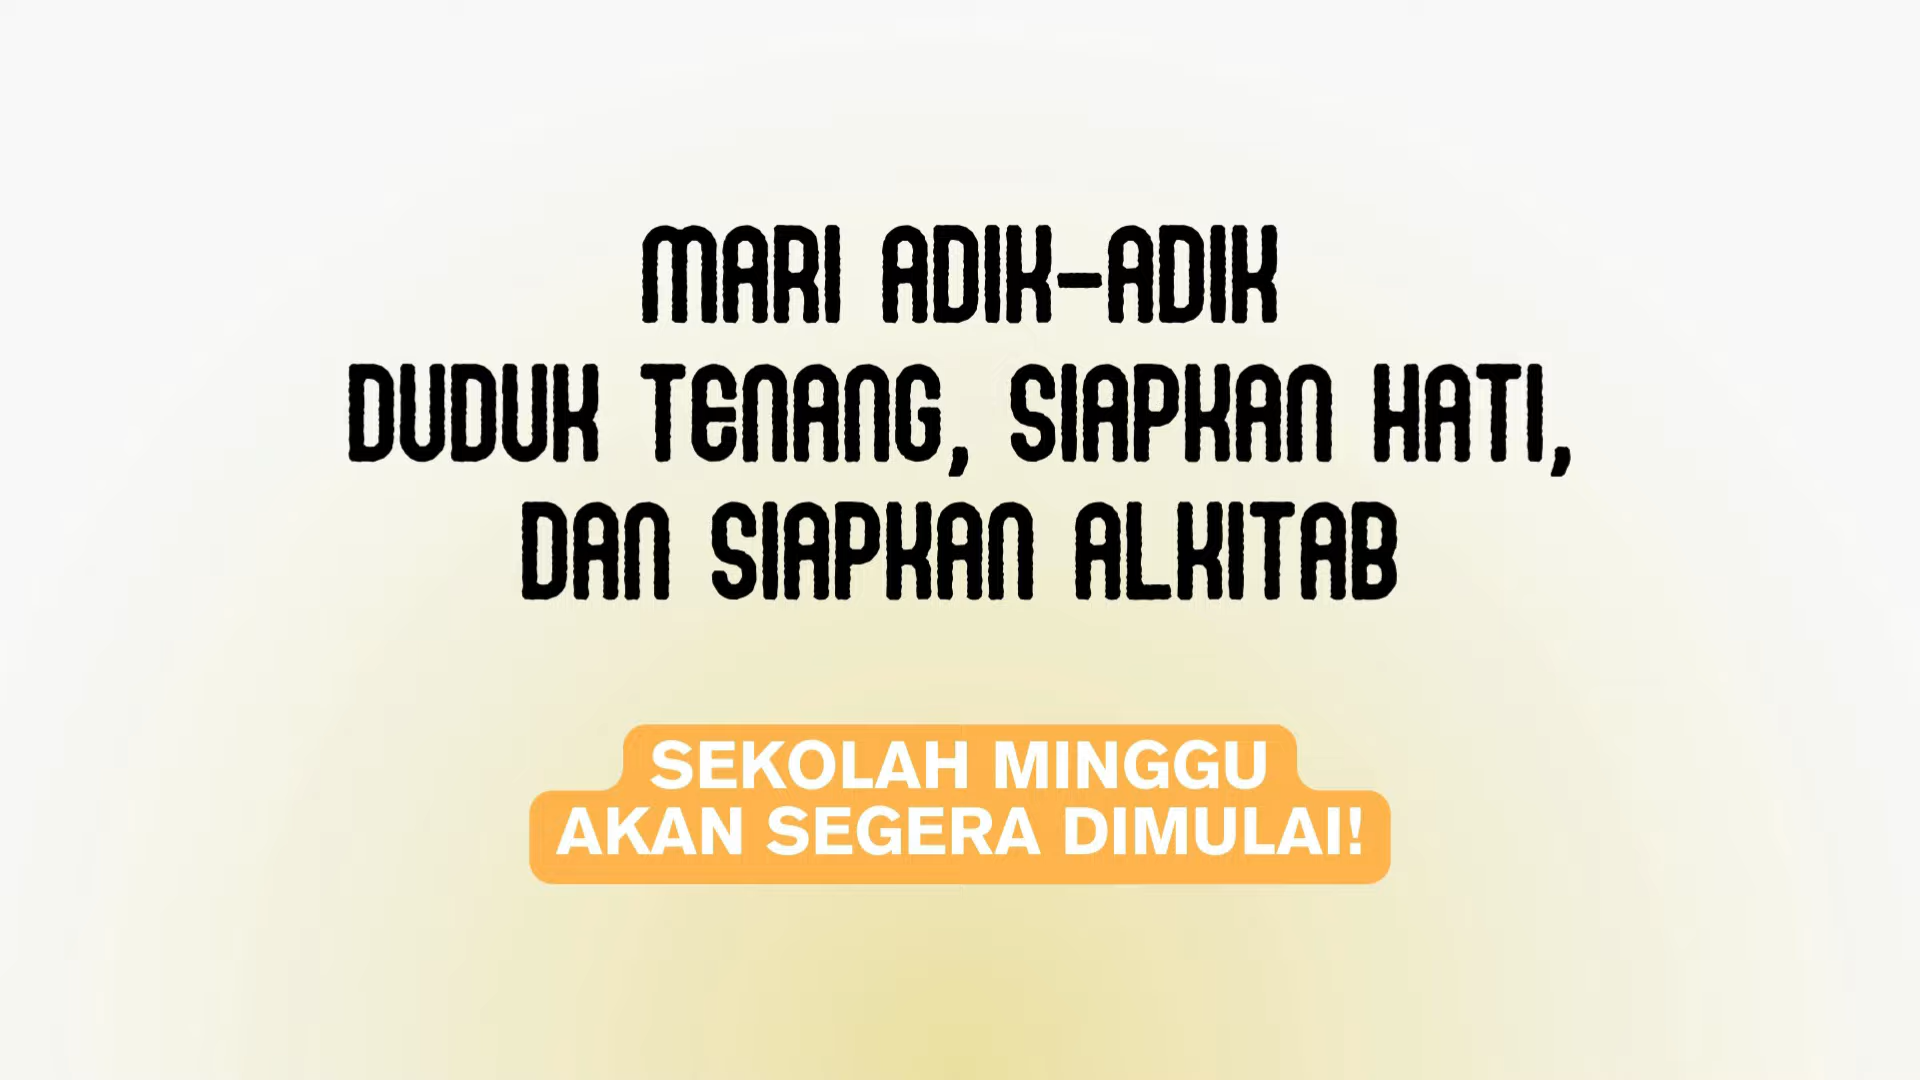 MARI ADIK-ADIK
DUDUK TENANG, SIAPKAN HATI,
DAN SIAPKAN ALKITAB
SEKOLAH MINGGU
AKAN SEGERA DIMULAI!